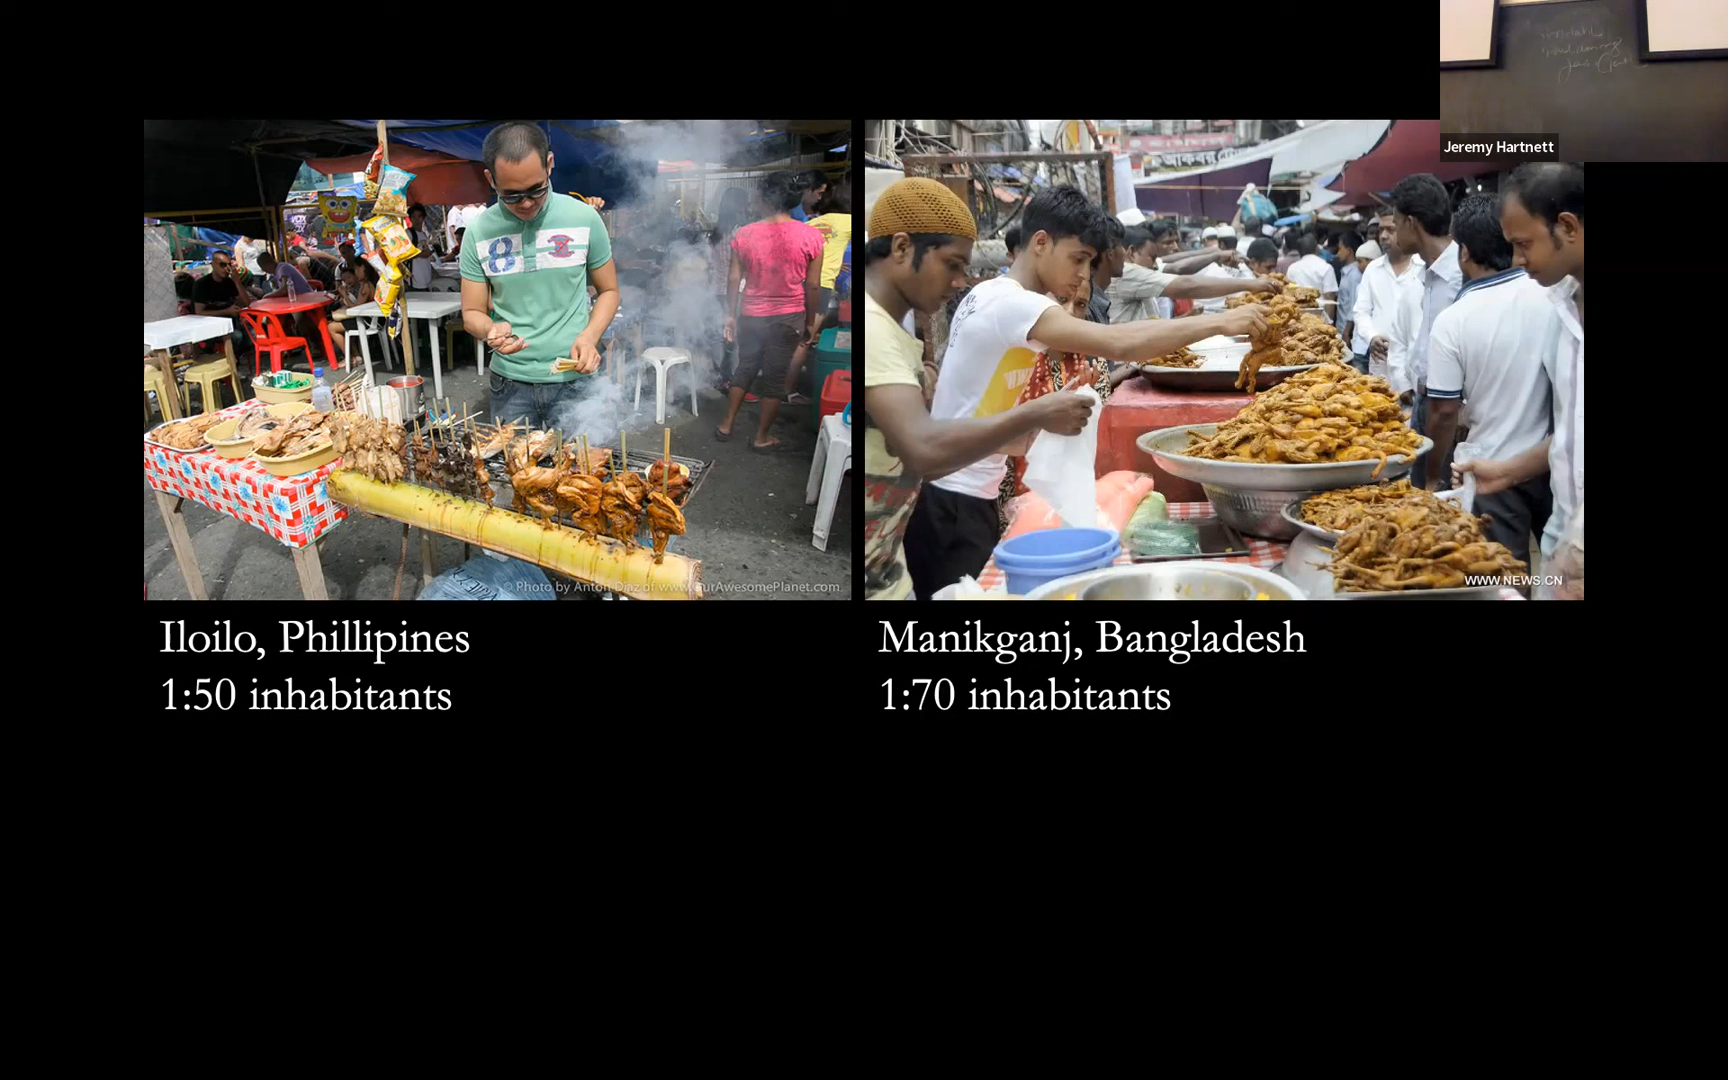 Jeremy Hartnett
8
© Photo by Anton Diaz of www.OurAwesomePlanet.com
WWW.NEWS.CN
Iloilo, Phillipines
1:50 inhabitants
Manikganj, Bangladesh
1:70 inhabitants